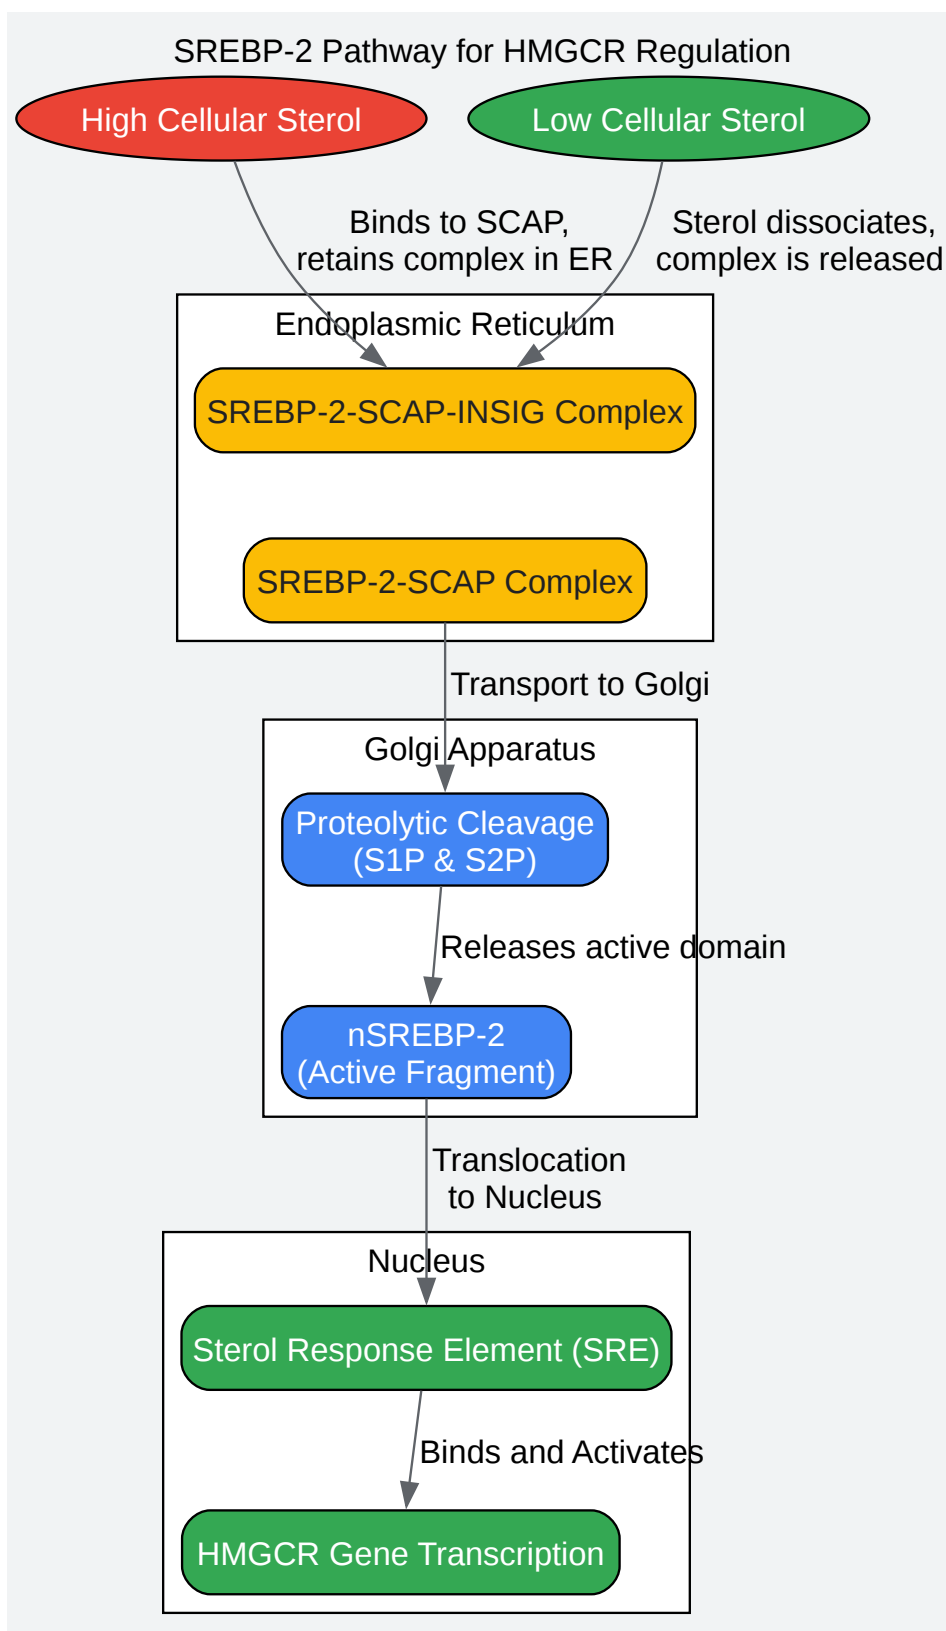 SREBP-2 Pathway for HMGCR Regulation
High Cellular Sterol
Low Cellular Sterol
Binds to SCAP,
retains complex in ER
Sterol dissociates,
complex is released
Endoplasmic Reticulum
SREBP-2-SCAP-INSIG Complex
SREBP-2-SCAP Complex
Transport to Golgi
Golgi Apparatus
Proteolytic Cleavage
(S1P & S2P)
Releases active domain
nSREBP-2
(Active Fragment)
Translocation
to Nucleus
Nucleus
Sterol Response Element (SRE)
Binds and Activates
HMGCR Gene Transcription